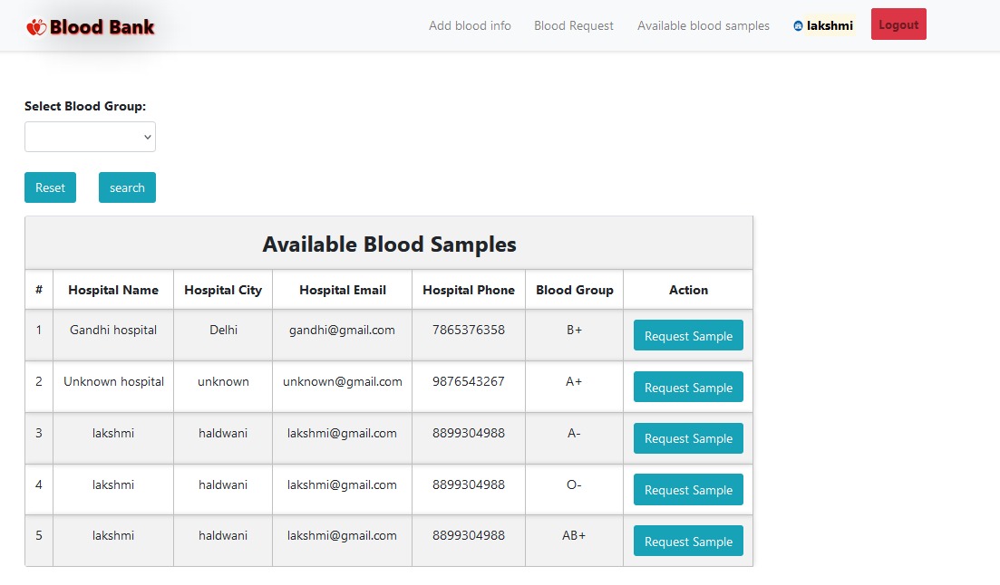 Blood Bank Add blood info Blood Request Available blood samples lakshmi Logout
Select Blood Group:
Reset search
Available Blood Samples
# Hospital Name Hospital City Hospital Email Hospital Phone Blood Group Action
1 Gandhi hospital Delhi gandhi@gmail.com 7865376358 B+ Request Sample
2 Unknown hospital unknown unknown@gmail.com 9876543267 A+ Request Sample
3 lakshmi haldwani lakshmi@gmail.com 8899304988 A- Request Sample
4 lakshmi haldwani lakshmi@gmail.com 8899304988 O- Request Sample
5 lakshmi haldwani lakshmi@gmail.com 8899304988 AB+ Request Sample